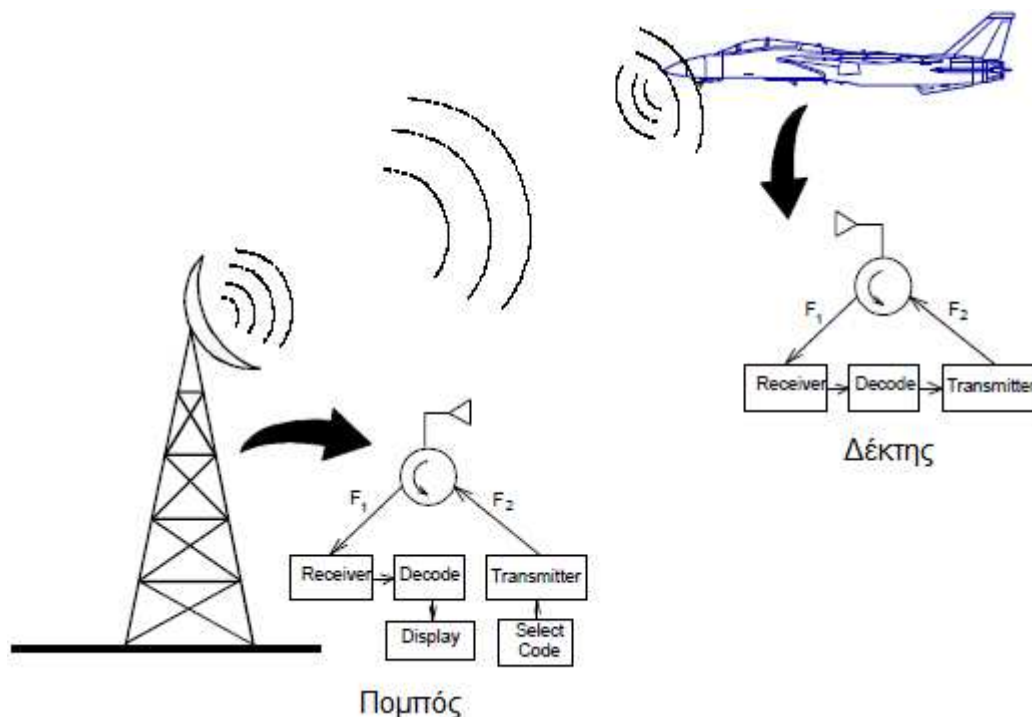 F1
F2
Receiver
Decode
Transmitter
Δέκτης
F1
F2
Receiver
Decode
Transmitter
Display
Select
Code
Πομπός